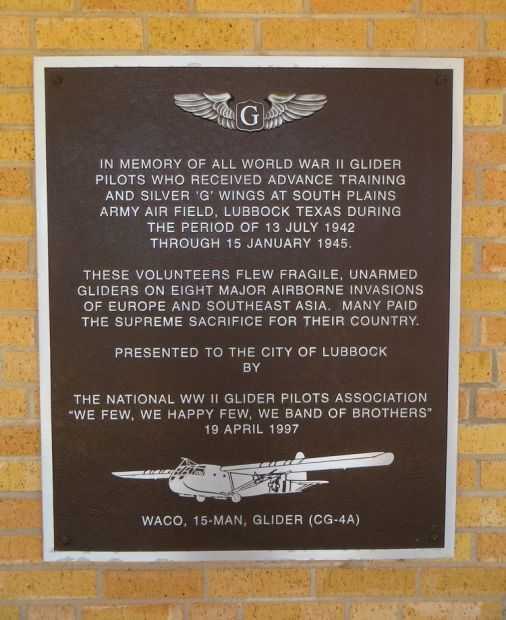 G
IN MEMORY OF ALL WORLD WAR II GLIDER
PILOTS WHO RECEIVED ADVANCE TRAINING
AND SILVER 'G' WINGS AT SOUTH PLAINS
ARMY AIR FIELD, LUBBOCK TEXAS DURING
THE PERIOD OF 13 JULY 1942
THROUGH 15 JANUARY 1945.
THESE VOLUNTEERS FLEW FRAGILE, UNARMED
GLIDERS ON EIGHT MAJOR AIRBORNE INVASIONS
OF EUROPE AND SOUTHEAST ASIA. MANY PAID
THE SUPREME SACRIFICE FOR THEIR COUNTRY.
PRESENTED TO THE CITY OF LUBBOCK
BY
THE NATIONAL WW II GLIDER PILOTS ASSOCIATION
"WE FEW, WE HAPPY FEW, WE BAND OF BROTHERS"
19 APRIL 1997
WACO, 15-MAN, GLIDER (CG-4A)